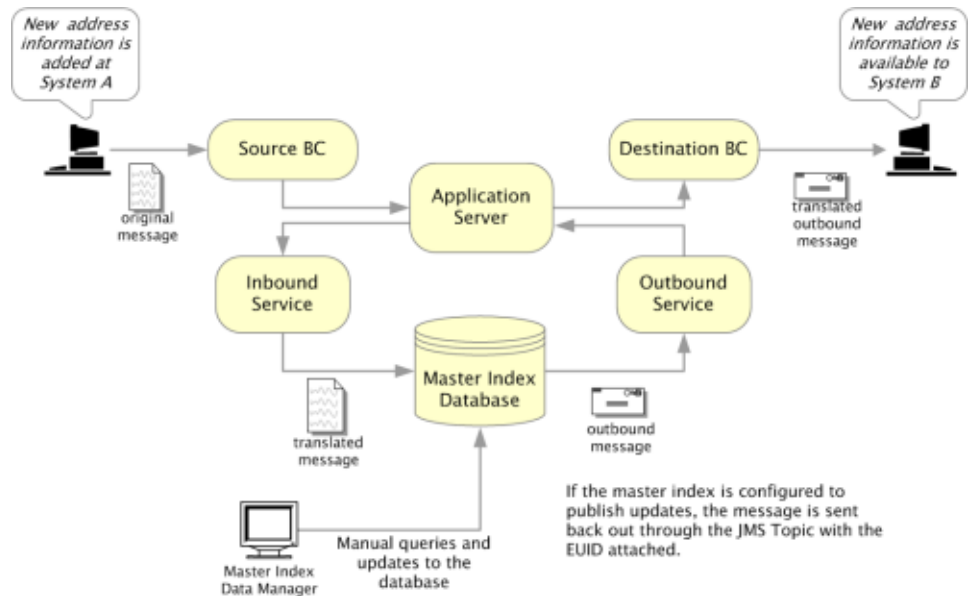 New address
information is
added at
System A
New address
information is
available to
System B
Source BC
Destination BC
Application
Server
original
message
translated
outbound
message
Inbound
Service
Outbound
Service
Master Index
Database
translated
message
outbound
message
If the master index is configured to
publish updates, the message is sent
back out through the JMS Topic with the
EUID attached.
Manual queries and
updates to the
database
Master Index
Data Manager